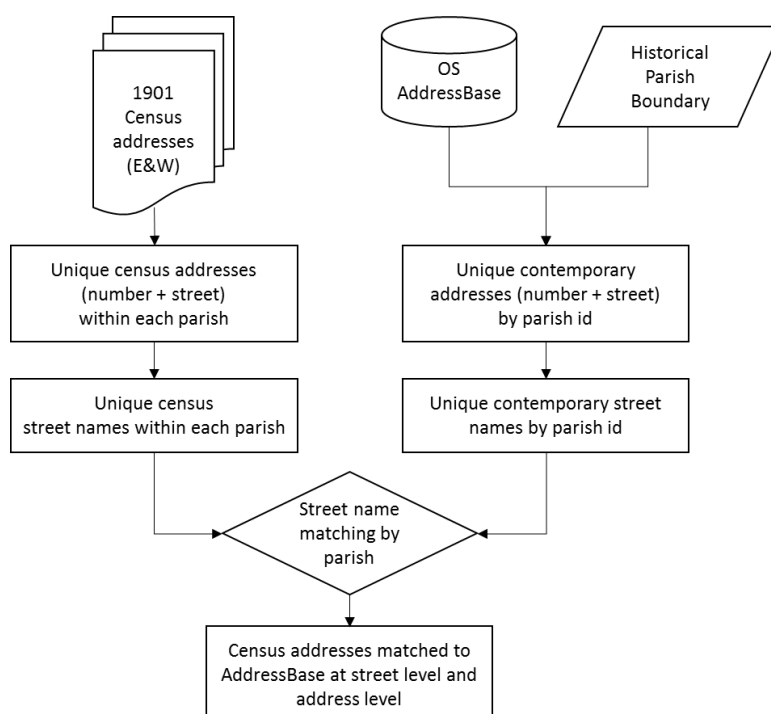 1901
Census
addresses
(E&W)
OS
AddressBase
Historical
Parish
Boundary
Unique census addresses
(number + street)
within each parish
Unique contemporary
addresses (number + street)
by parish id
Unique census
street names within each parish
Unique contemporary street
names by parish id
Street name
matching by
parish
Census addresses matched to
AddressBase at street level and
address level